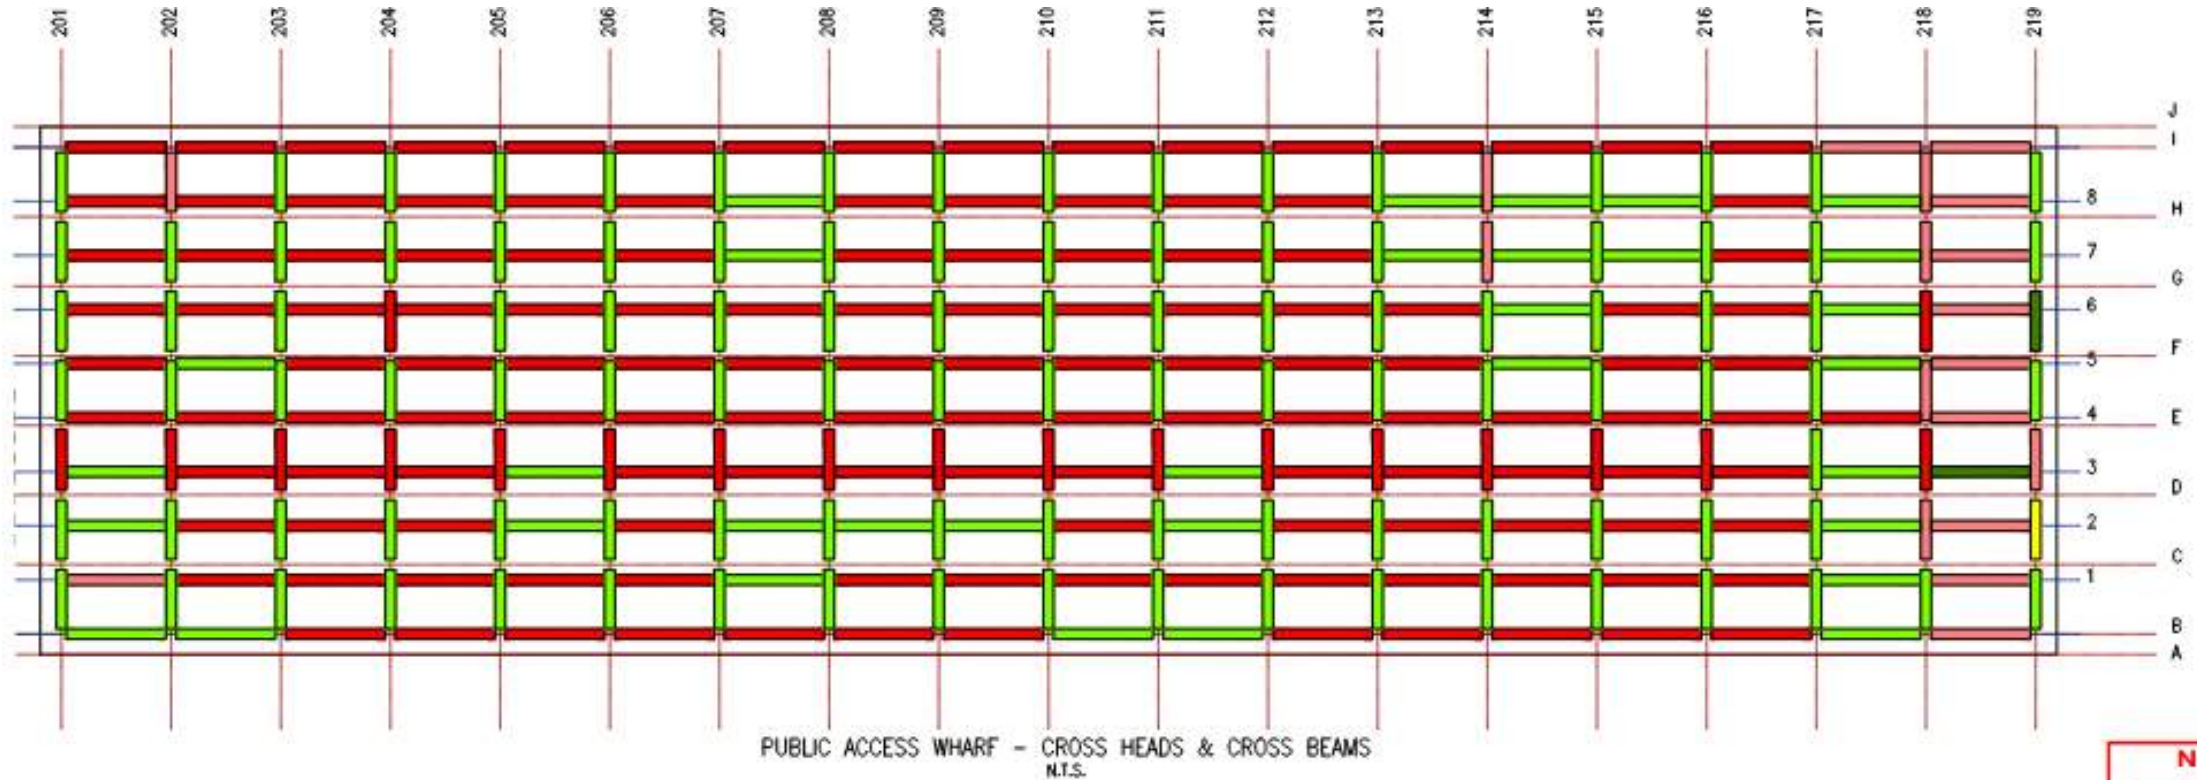 201 202 203 204 205 206 207 208 209 210 211 212 213 214 215 216 217 218 219
J
I
8
H
7
G
6
F
5
4
E
3
D
2
C
1
B
A
PUBLIC ACCESS WHARF - CROSS HEADS & CROSS BEAMS
N.T.S.
N